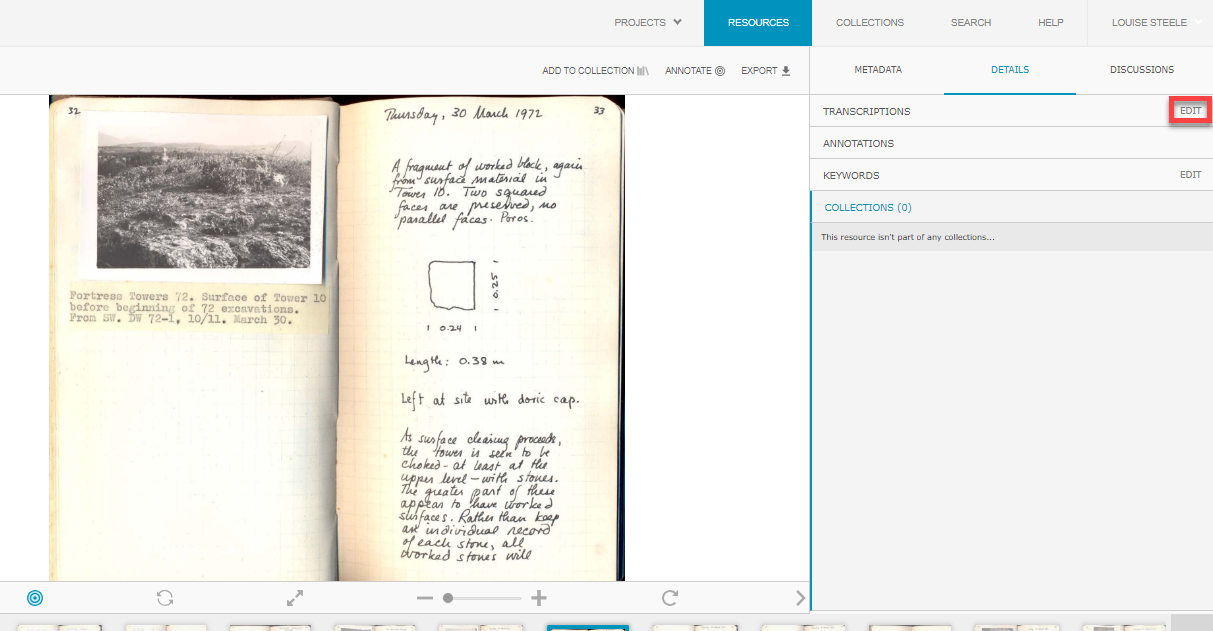 PROJECTS
RESOURCES
COLLECTIONS
SEARCH
HELP
LOUISE STEELE
ADD TO COLLECTION
ANNOTATE
EXPORT
METADATA
DETAILS
DISCUSSIONS
32
Fortress Towers 72. Surface of Tower 10
before beginning of 72 excavations.
From SW. DW 72-1, 10/11. March 30.
Thursday, 30 March 1972
33
A fragment of worked block, again
from surface material in
Tower 10. Two squared
faces are preserved, no
parallel faces. Poros.
0.25
0.24
Length: 0.38 m
Left at site with doric cap.
As surface clearing proceeds,
the tower is seen to be
choked - at least at the
upper level - with stones.
The greater part of these
appear to have worked
surfaces. Rather than keep
an individual record
of each stone, all
worked stones will
TRANSCRIPTIONS
EDIT
ANNOTATIONS
KEYWORDS
EDIT
COLLECTIONS (0)
This resource isn't part of any collections...